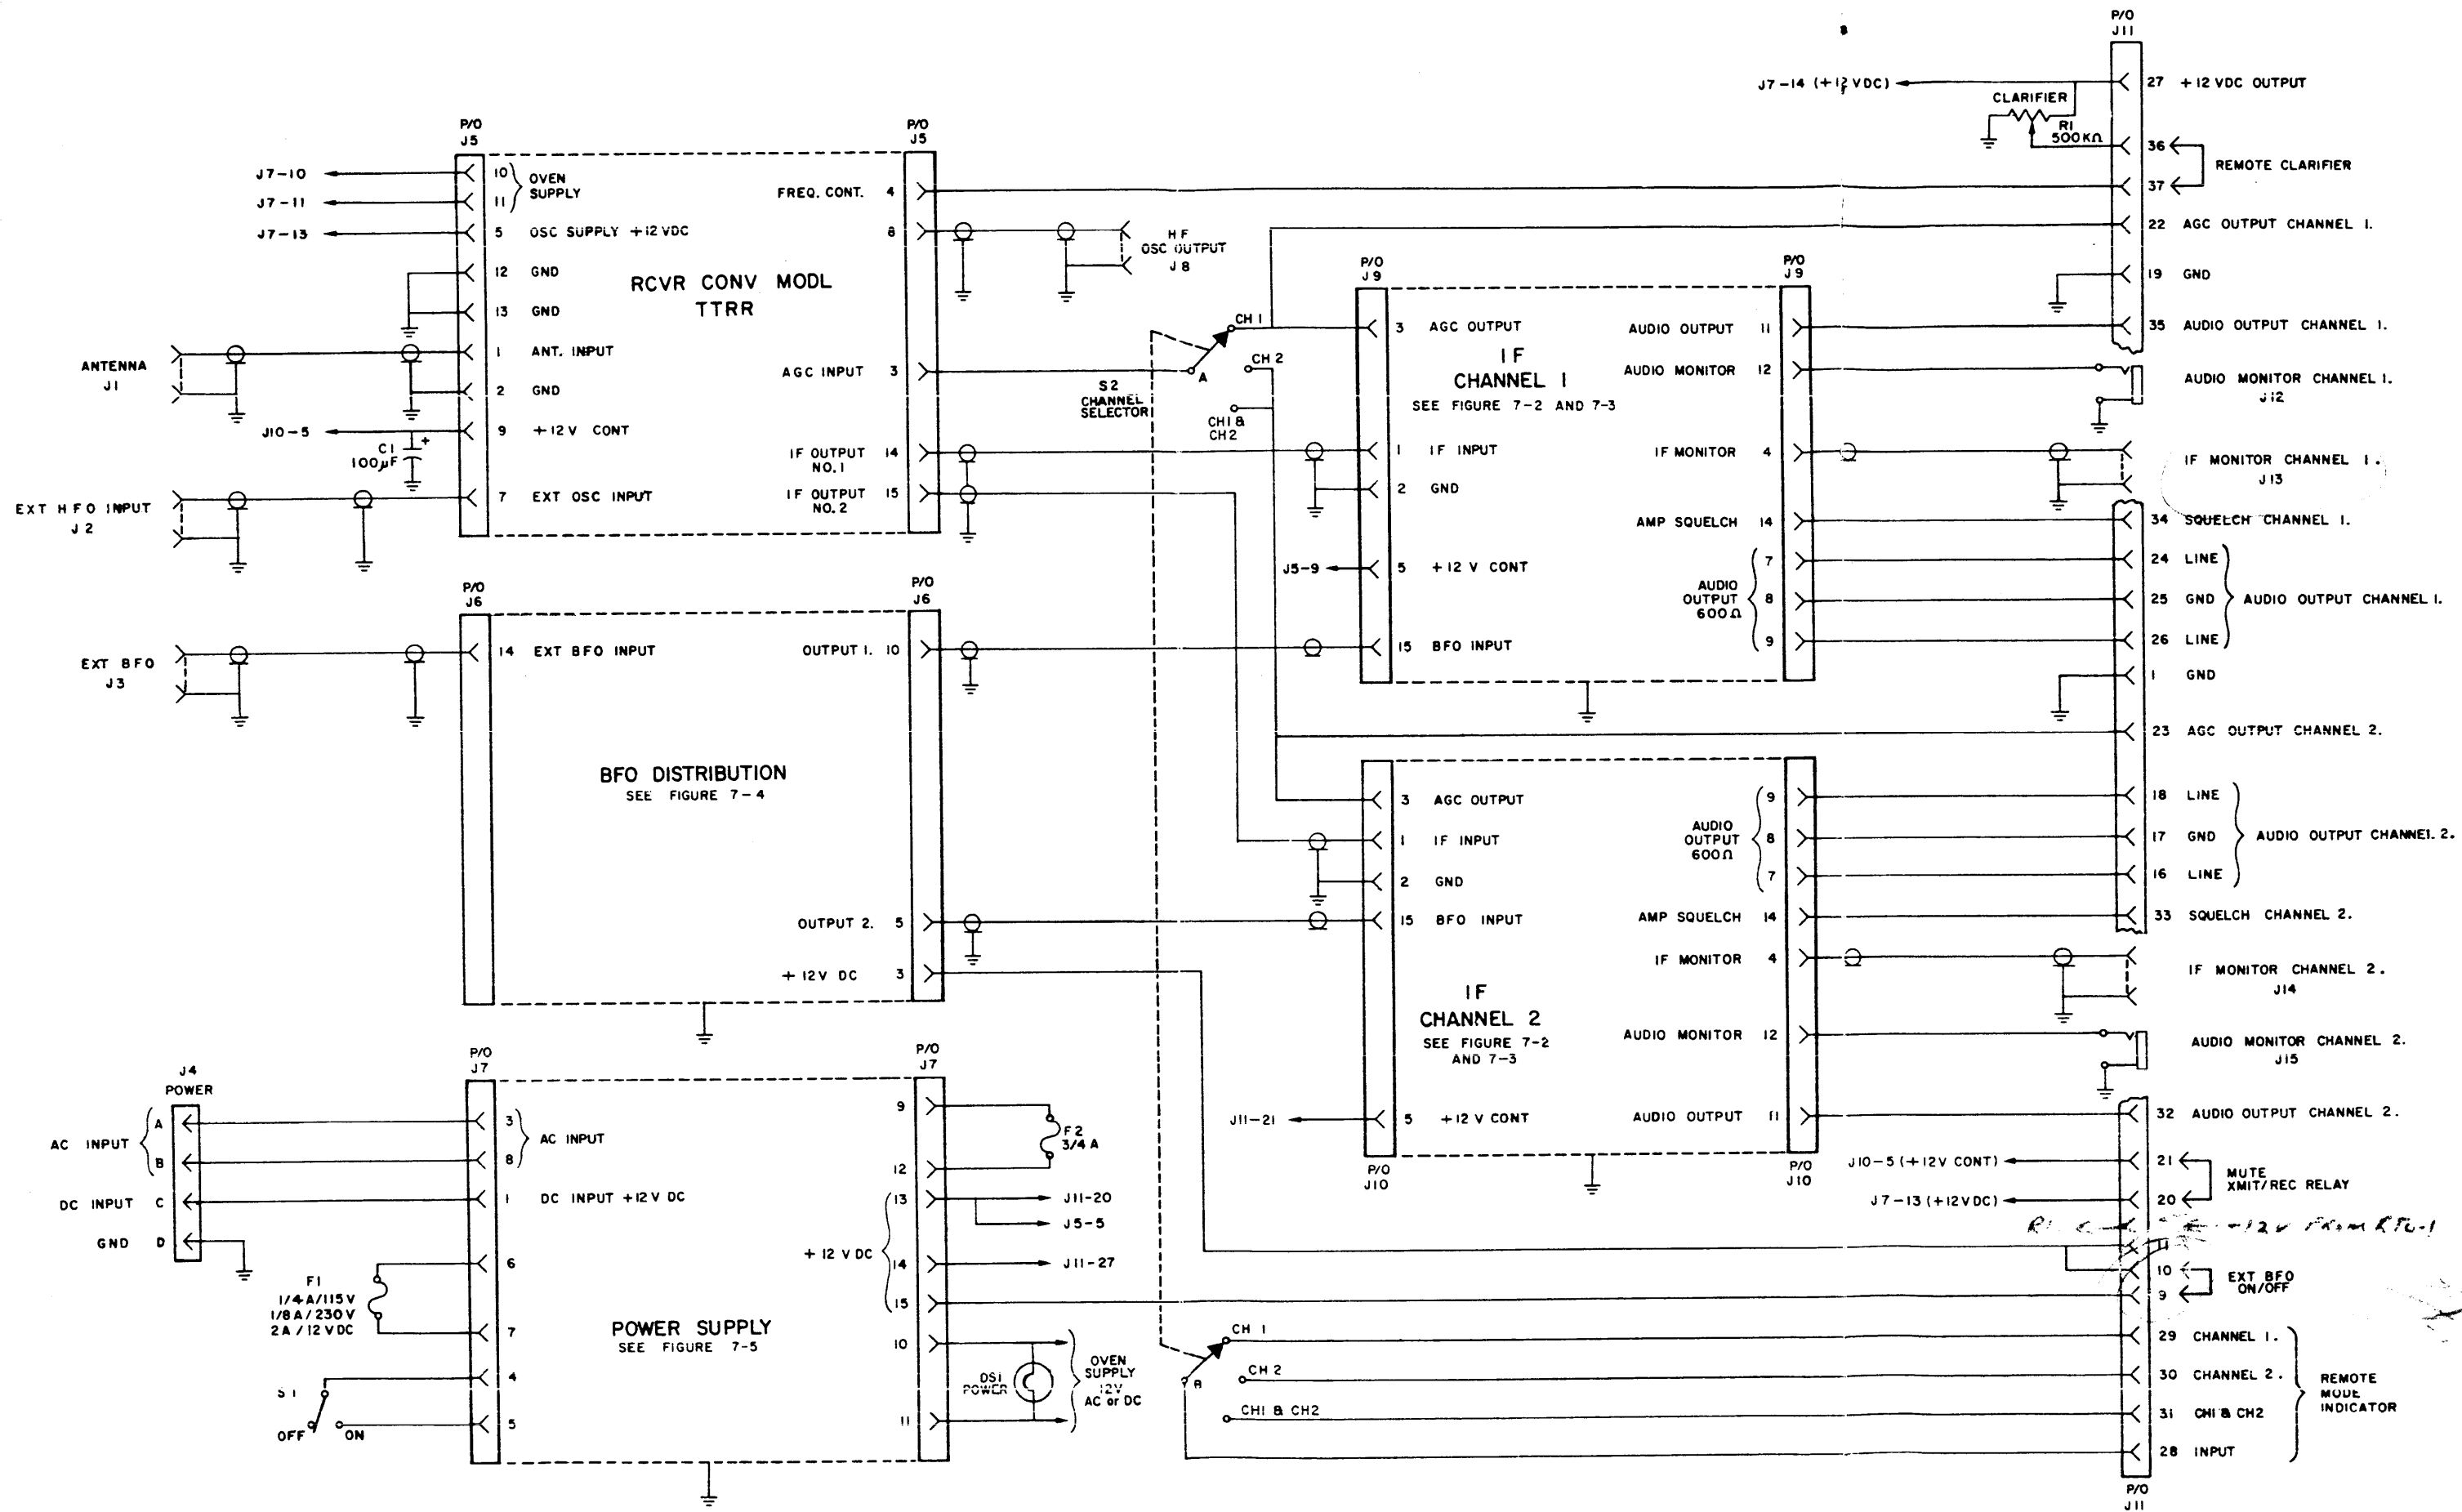 P/O
J5
J7-10
J7-11
J7-13
10
11
OVEN
SUPPLY
5 OSC SUPPLY +12 VDC
12 GND
13 GND
1 ANT. INPUT
2 GND
9 +12 V CONT
7 EXT OSC INPUT
ANTENNA
J1
J10-5
C1
100µF
+
EXT HFO INPUT
J2
RCVR CONV MODL
TTRR
P/O
J5
FREQ. CONT. 4
8
AGC INPUT 3
IF OUTPUT 14
NO.1
IF OUTPUT 15
NO.2
HF
OSC OUTPUT
J8
S2
CHANNEL
SELECTOR
A
CH 1
CH 2
CH1 &
CH2
P/O
J6
EXT BFO
J3
14 EXT BFO INPUT
BFO DISTRIBUTION
SEE FIGURE 7-4
P/O
J6
OUTPUT 1. 10
OUTPUT 2. 5
+ 12V DC 3
J4
POWER
AC INPUT
A
B
DC INPUT C
GND D
F1
1/4A/115V
1/8A/230V
2A/12VDC
S1
OFF
ON
P/O
J7
3
8
AC INPUT
1 DC INPUT +12V DC
6
7
4
5
POWER SUPPLY
SEE FIGURE 7-5
P/O
J7
9
12
+ 12 V DC
13
14
15
10
11
F2
3/4 A
J11-20
J5-5
J11-27
DS1
POWER
OVEN
SUPPLY
12V
AC or DC
P/O
J9
3 AGC OUTPUT
1 IF INPUT
2 GND
J5-9
5 +12 V CONT
15 BFO INPUT
IF
CHANNEL 1
SEE FIGURE 7-2 AND 7-3
P/O
J9
AUDIO OUTPUT 11
AUDIO MONITOR 12
IF MONITOR 4
AMP SQUELCH 14
AUDIO
OUTPUT
600Ω
7
8
9
3 AGC OUTPUT
1 IF INPUT
2 GND
15 BFO INPUT
IF
CHANNEL 2
SEE FIGURE 7-2
AND 7-3
J11-21
5 +12 V CONT
P/O
J10
AUDIO
OUTPUT
600Ω
9
8
7
AMP SQUELCH 14
IF MONITOR 4
AUDIO MONITOR 12
AUDIO OUTPUT 11
P/O
J10
B
CH 1
CH 2
CH1 & CH2
P/O
J11
J7-14 (+12 VDC)
27 +12 VDC OUTPUT
CLARIFIER
R1
500KΩ
36
37
REMOTE CLARIFIER
22 AGC OUTPUT CHANNEL 1.
19 GND
35 AUDIO OUTPUT CHANNEL 1.
AUDIO MONITOR CHANNEL 1.
J12
IF MONITOR CHANNEL 1.
J13
34 SQUELCH CHANNEL 1.
24 LINE
25 GND
26 LINE
AUDIO OUTPUT CHANNEL 1.
1 GND
23 AGC OUTPUT CHANNEL 2.
18 LINE
17 GND
16 LINE
AUDIO OUTPUT CHANNEL 2.
33 SQUELCH CHANNEL 2.
IF MONITOR CHANNEL 2.
J14
AUDIO MONITOR CHANNEL 2.
J15
32 AUDIO OUTPUT CHANNEL 2.
J10-5 (+12V CONT)
21
J7-13 (+12VDC)
20
MUTE
XMIT/REC RELAY
+12V FROM
11
10
9
EXT BFO
ON/OFF
29 CHANNEL 1.
30 CHANNEL 2.
31 CH1 & CH2
28 INPUT
REMOTE
MODE
INDICATOR
P/O
J11